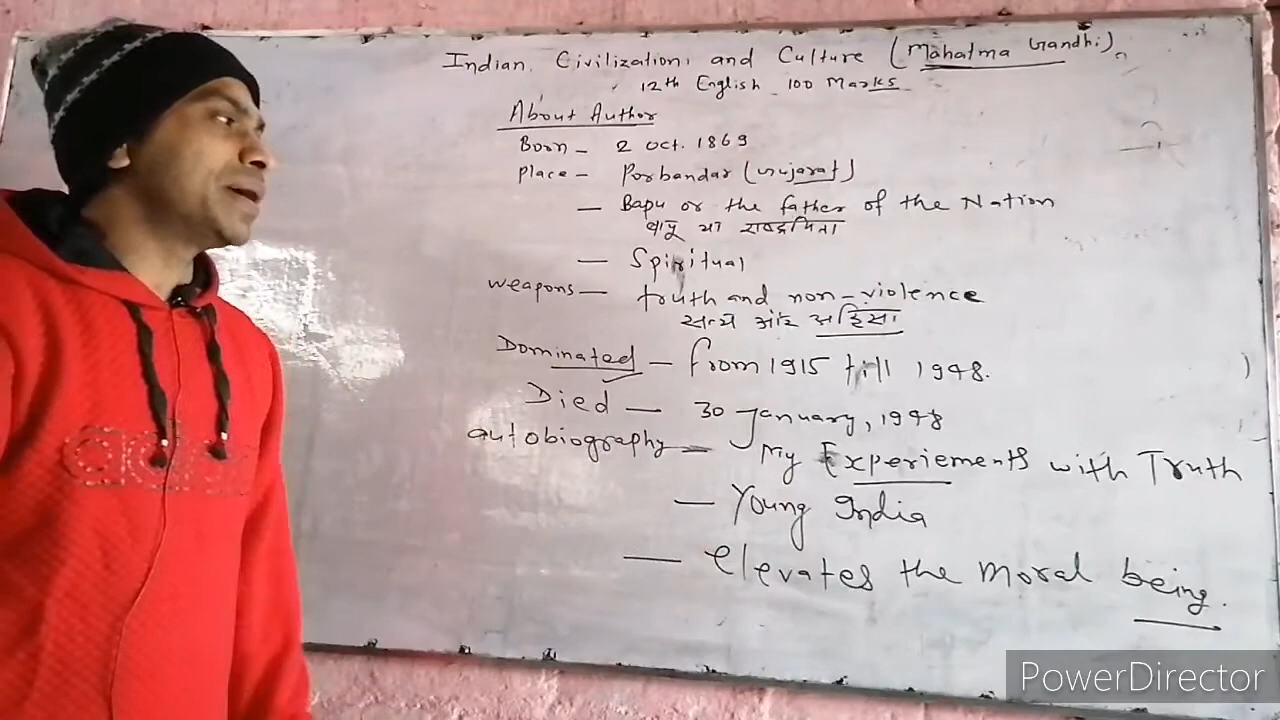 Indian Civilization and Culture (Mahatma Gandhi)
12th English 100 Marks
About Author
Born - 2 Oct. 1869
Place - Porbandar (Gujarat)
- Bapu or the father of the Nation
बापू या राष्ट्रपिता
- Spiritual
weapons - truth and non-violence
सत्य और अहिंसा
Dominated - from 1915 till 1948.
Died - 30 January, 1948
autobiography - My Experiements with Truth
- Young India
- Elevates the moral being.
PowerDirector